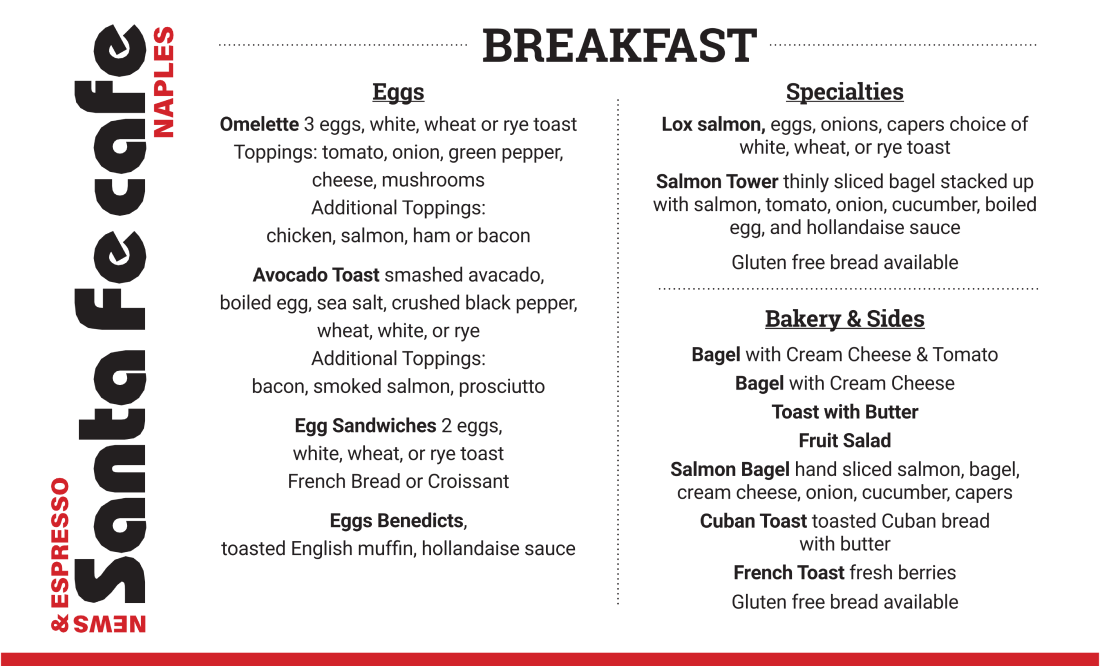 Santa Fe cafe
NAPLES
NEWS
& ESPRESSO
BREAKFAST
Eggs
Omelette 3 eggs, white, wheat or rye toast
Toppings: tomato, onion, green pepper,
cheese, mushrooms
Additional Toppings:
chicken, salmon, ham or bacon
Avocado Toast smashed avacado,
boiled egg, sea salt, crushed black pepper,
wheat, white, or rye
Additional Toppings:
bacon, smoked salmon, prosciutto
Egg Sandwiches 2 eggs,
white, wheat, or rye toast
French Bread or Croissant
Eggs Benedicts,
toasted English muffin, hollandaise sauce
Specialties
Lox salmon, eggs, onions, capers choice of
white, wheat, or rye toast
Salmon Tower thinly sliced bagel stacked up
with salmon, tomato, onion, cucumber, boiled
egg, and hollandaise sauce
Gluten free bread available
Bakery & Sides
Bagel with Cream Cheese & Tomato
Bagel with Cream Cheese
Toast with Butter
Fruit Salad
Salmon Bagel hand sliced salmon, bagel,
cream cheese, onion, cucumber, capers
Cuban Toast toasted Cuban bread
with butter
French Toast fresh berries
Gluten free bread available